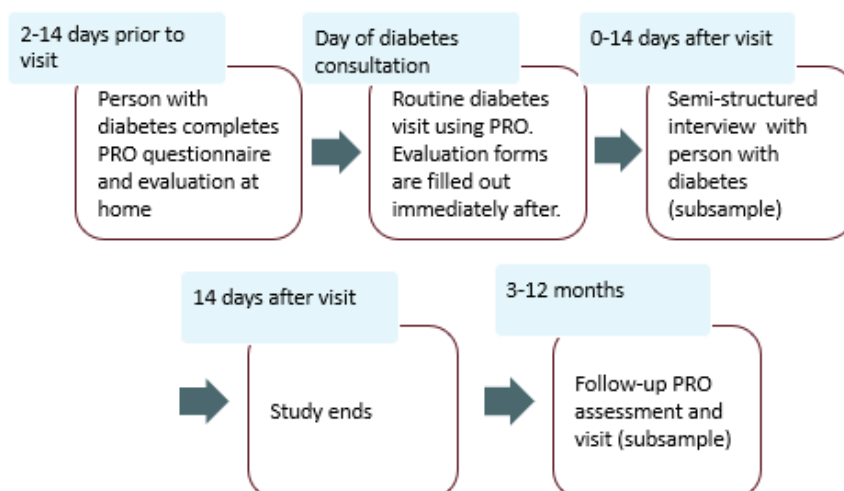 2-14 days prior to
visit
Person with
diabetes completes
PRO questionnaire
and evaluation at
home
Day of diabetes
consultation
Routine diabetes
visit using PRO.
Evaluation forms
are filled out
immediately after.
0-14 days after visit
Semi-structured
interview with
person with
diabetes
(subsample)
14 days after visit
Study ends
3-12 months
Follow-up PRO
assessment and
visit (subsample)